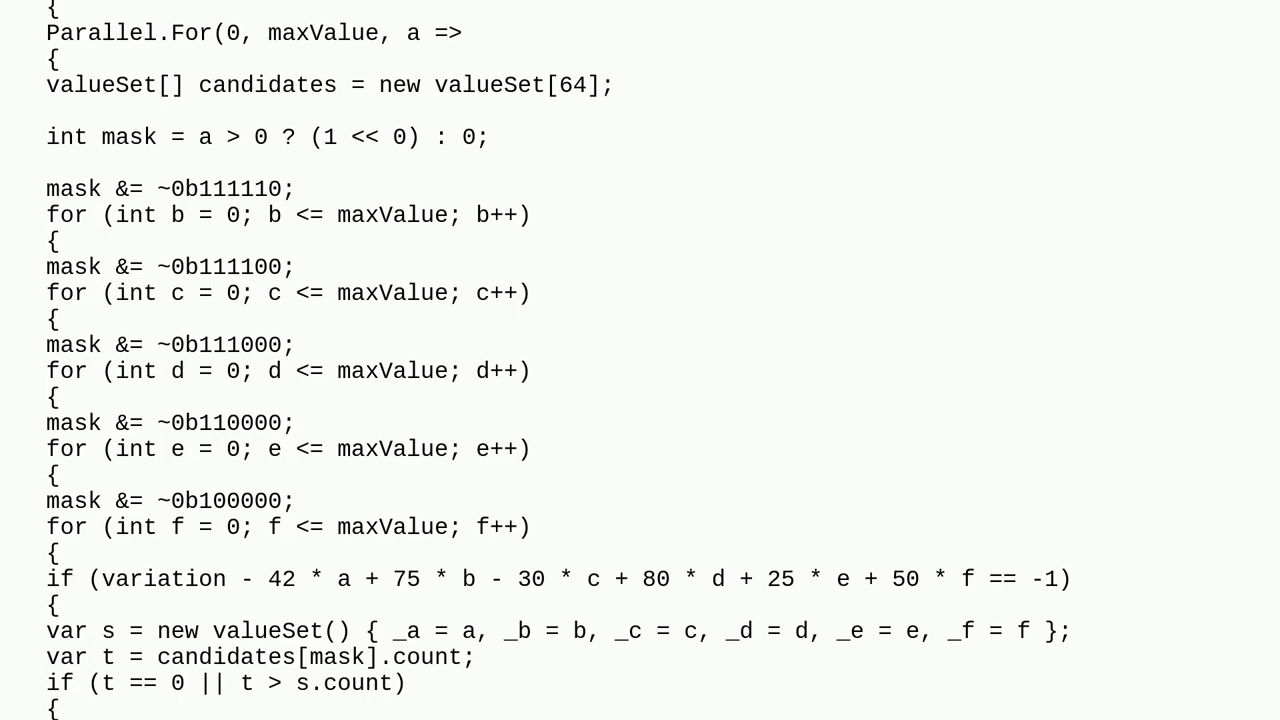 {
Parallel.For(0, maxValue, a =>
{
valueSet[] candidates = new valueSet[64];
int mask = a > 0 ? (1 << 0) : 0;
mask &= ~0b111110;
for (int b = 0; b <= maxValue; b++)
{
mask &= ~0b111100;
for (int c = 0; c <= maxValue; c++)
{
mask &= ~0b111000;
for (int d = 0; d <= maxValue; d++)
{
mask &= ~0b110000;
for (int e = 0; e <= maxValue; e++)
{
mask &= ~0b100000;
for (int f = 0; f <= maxValue; f++)
{
if (variation - 42 * a + 75 * b - 30 * c + 80 * d + 25 * e + 50 * f == -1)
{
var s = new valueSet() { _a = a, _b = b, _c = c, _d = d, _e = e, _f = f };
var t = candidates[mask].count;
if (t == 0 || t > s.count)
{